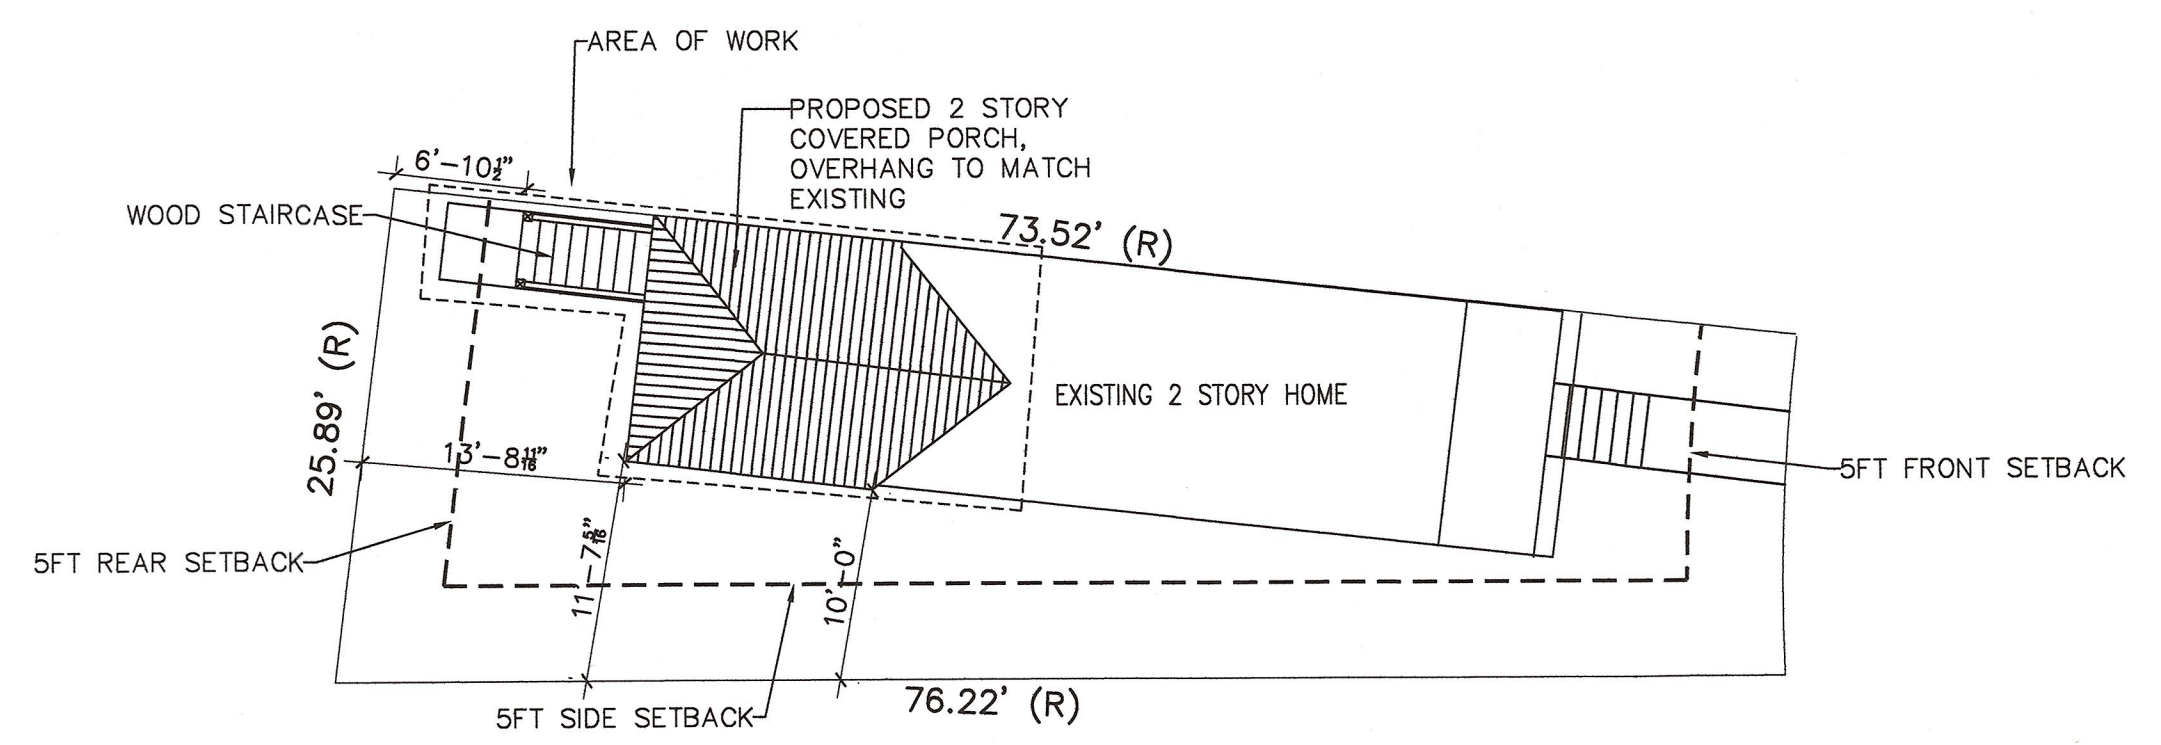 AREA OF WORK
PROPOSED 2 STORY
COVERED PORCH,
OVERHANG TO MATCH
EXISTING
6'-10½"
WOOD STAIRCASE
73.52' (R)
25.89' (R)
EXISTING 2 STORY HOME
13'-8 11/16"
5FT FRONT SETBACK
11'-7 5/16"
10'-0"
5FT REAR SETBACK
76.22' (R)
5FT SIDE SETBACK